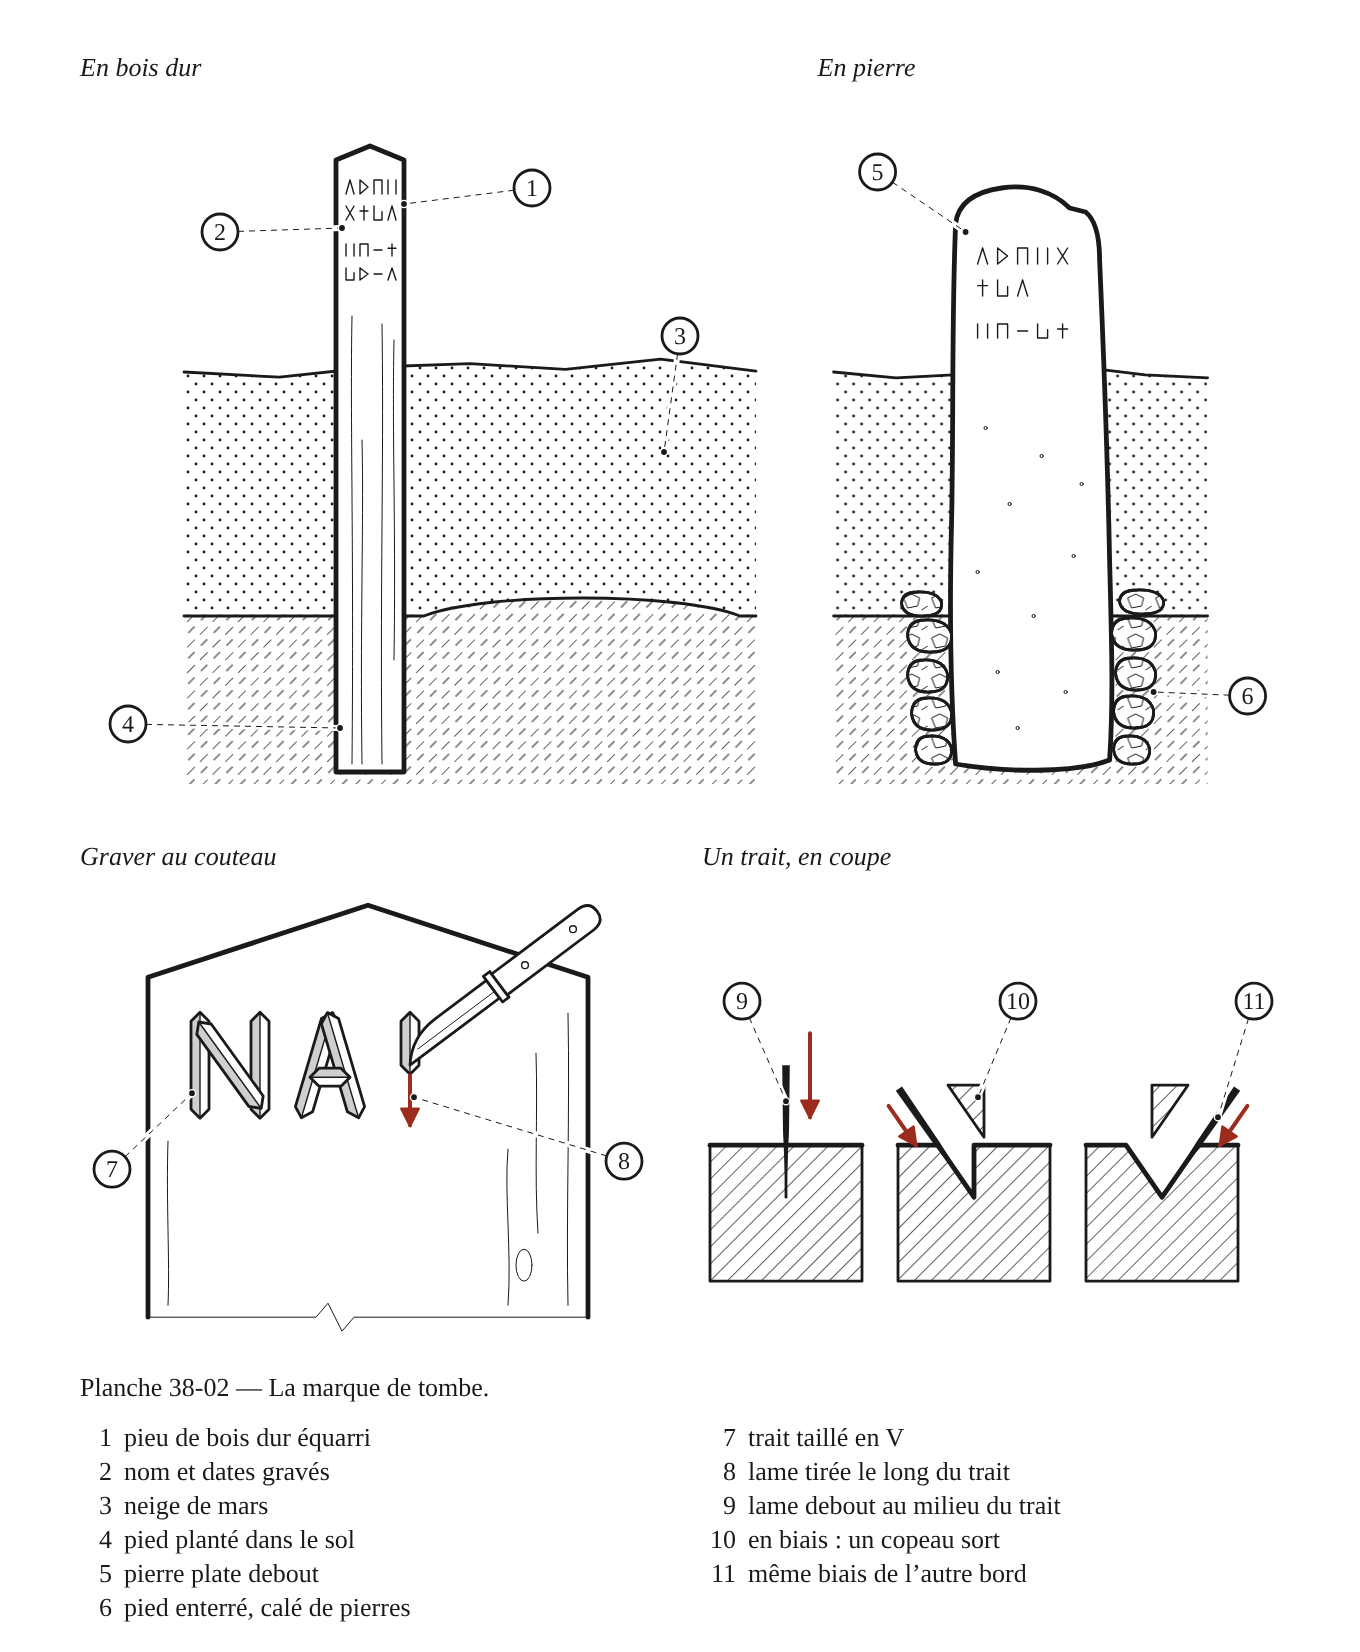 En bois dur
En pierre
1
2
3
4
5
6
Graver au couteau
Un trait, en coupe
NA
7
8
9
10
11
Planche 38-02 — La marque de tombe.
1 pieu de bois dur équarri
2 nom et dates gravés
3 neige de mars
4 pied planté dans le sol
5 pierre plate debout
6 pied enterré, calé de pierres
7 trait taillé en V
8 lame tirée le long du trait
9 lame debout au milieu du trait
10 en biais : un copeau sort
11 même biais de l’autre bord